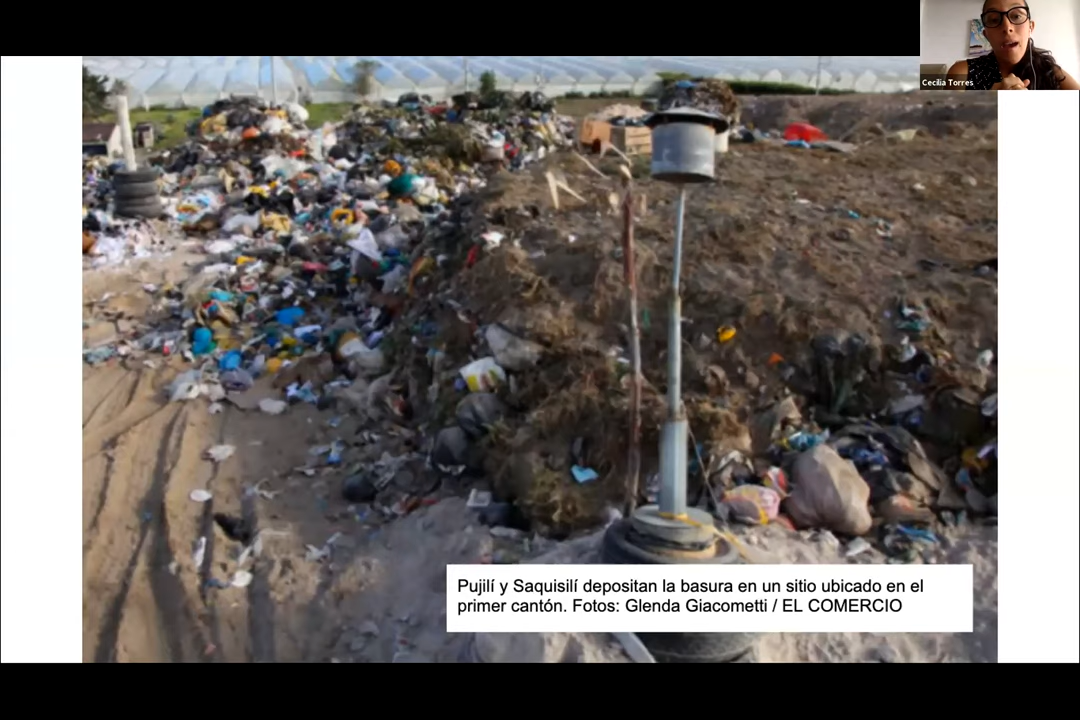 Cecilia Torres
Pujilí y Saquisilí depositan la basura en un sitio ubicado en el
primer cantón. Fotos: Glenda Giacometti / EL COMERCIO